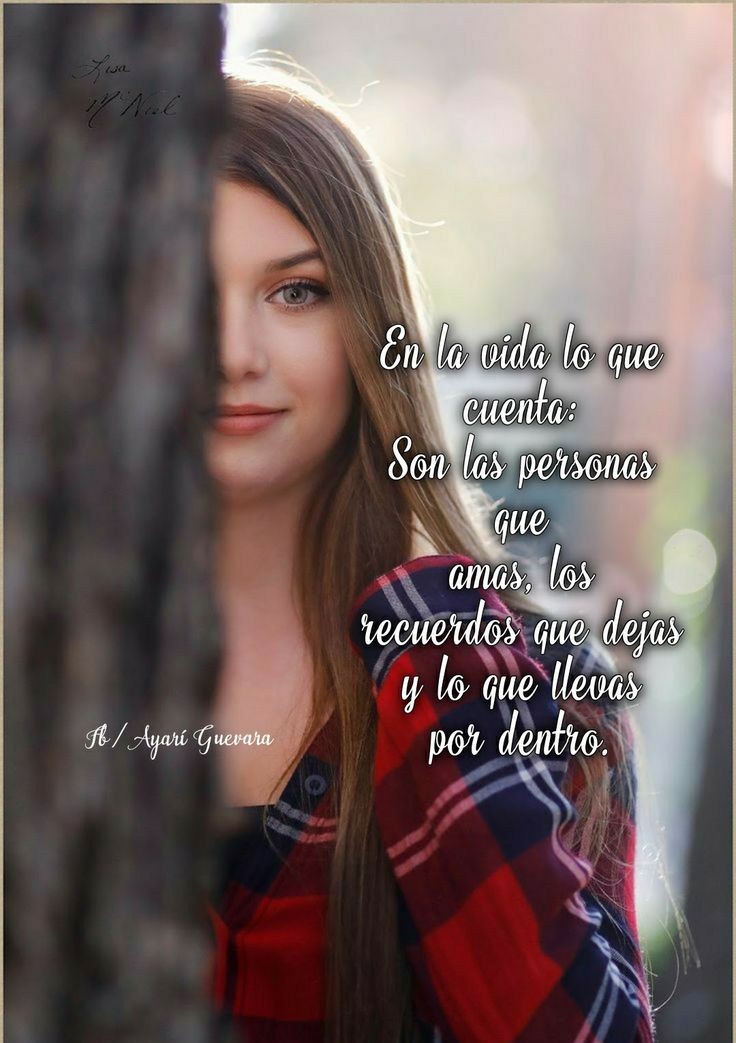 Lisa
McNiel
En la vida lo que
cuenta:
Son las personas
que
amas, los
recuerdos que dejas
y lo que llevas
por dentro.
Fb/Ayarí Guevara